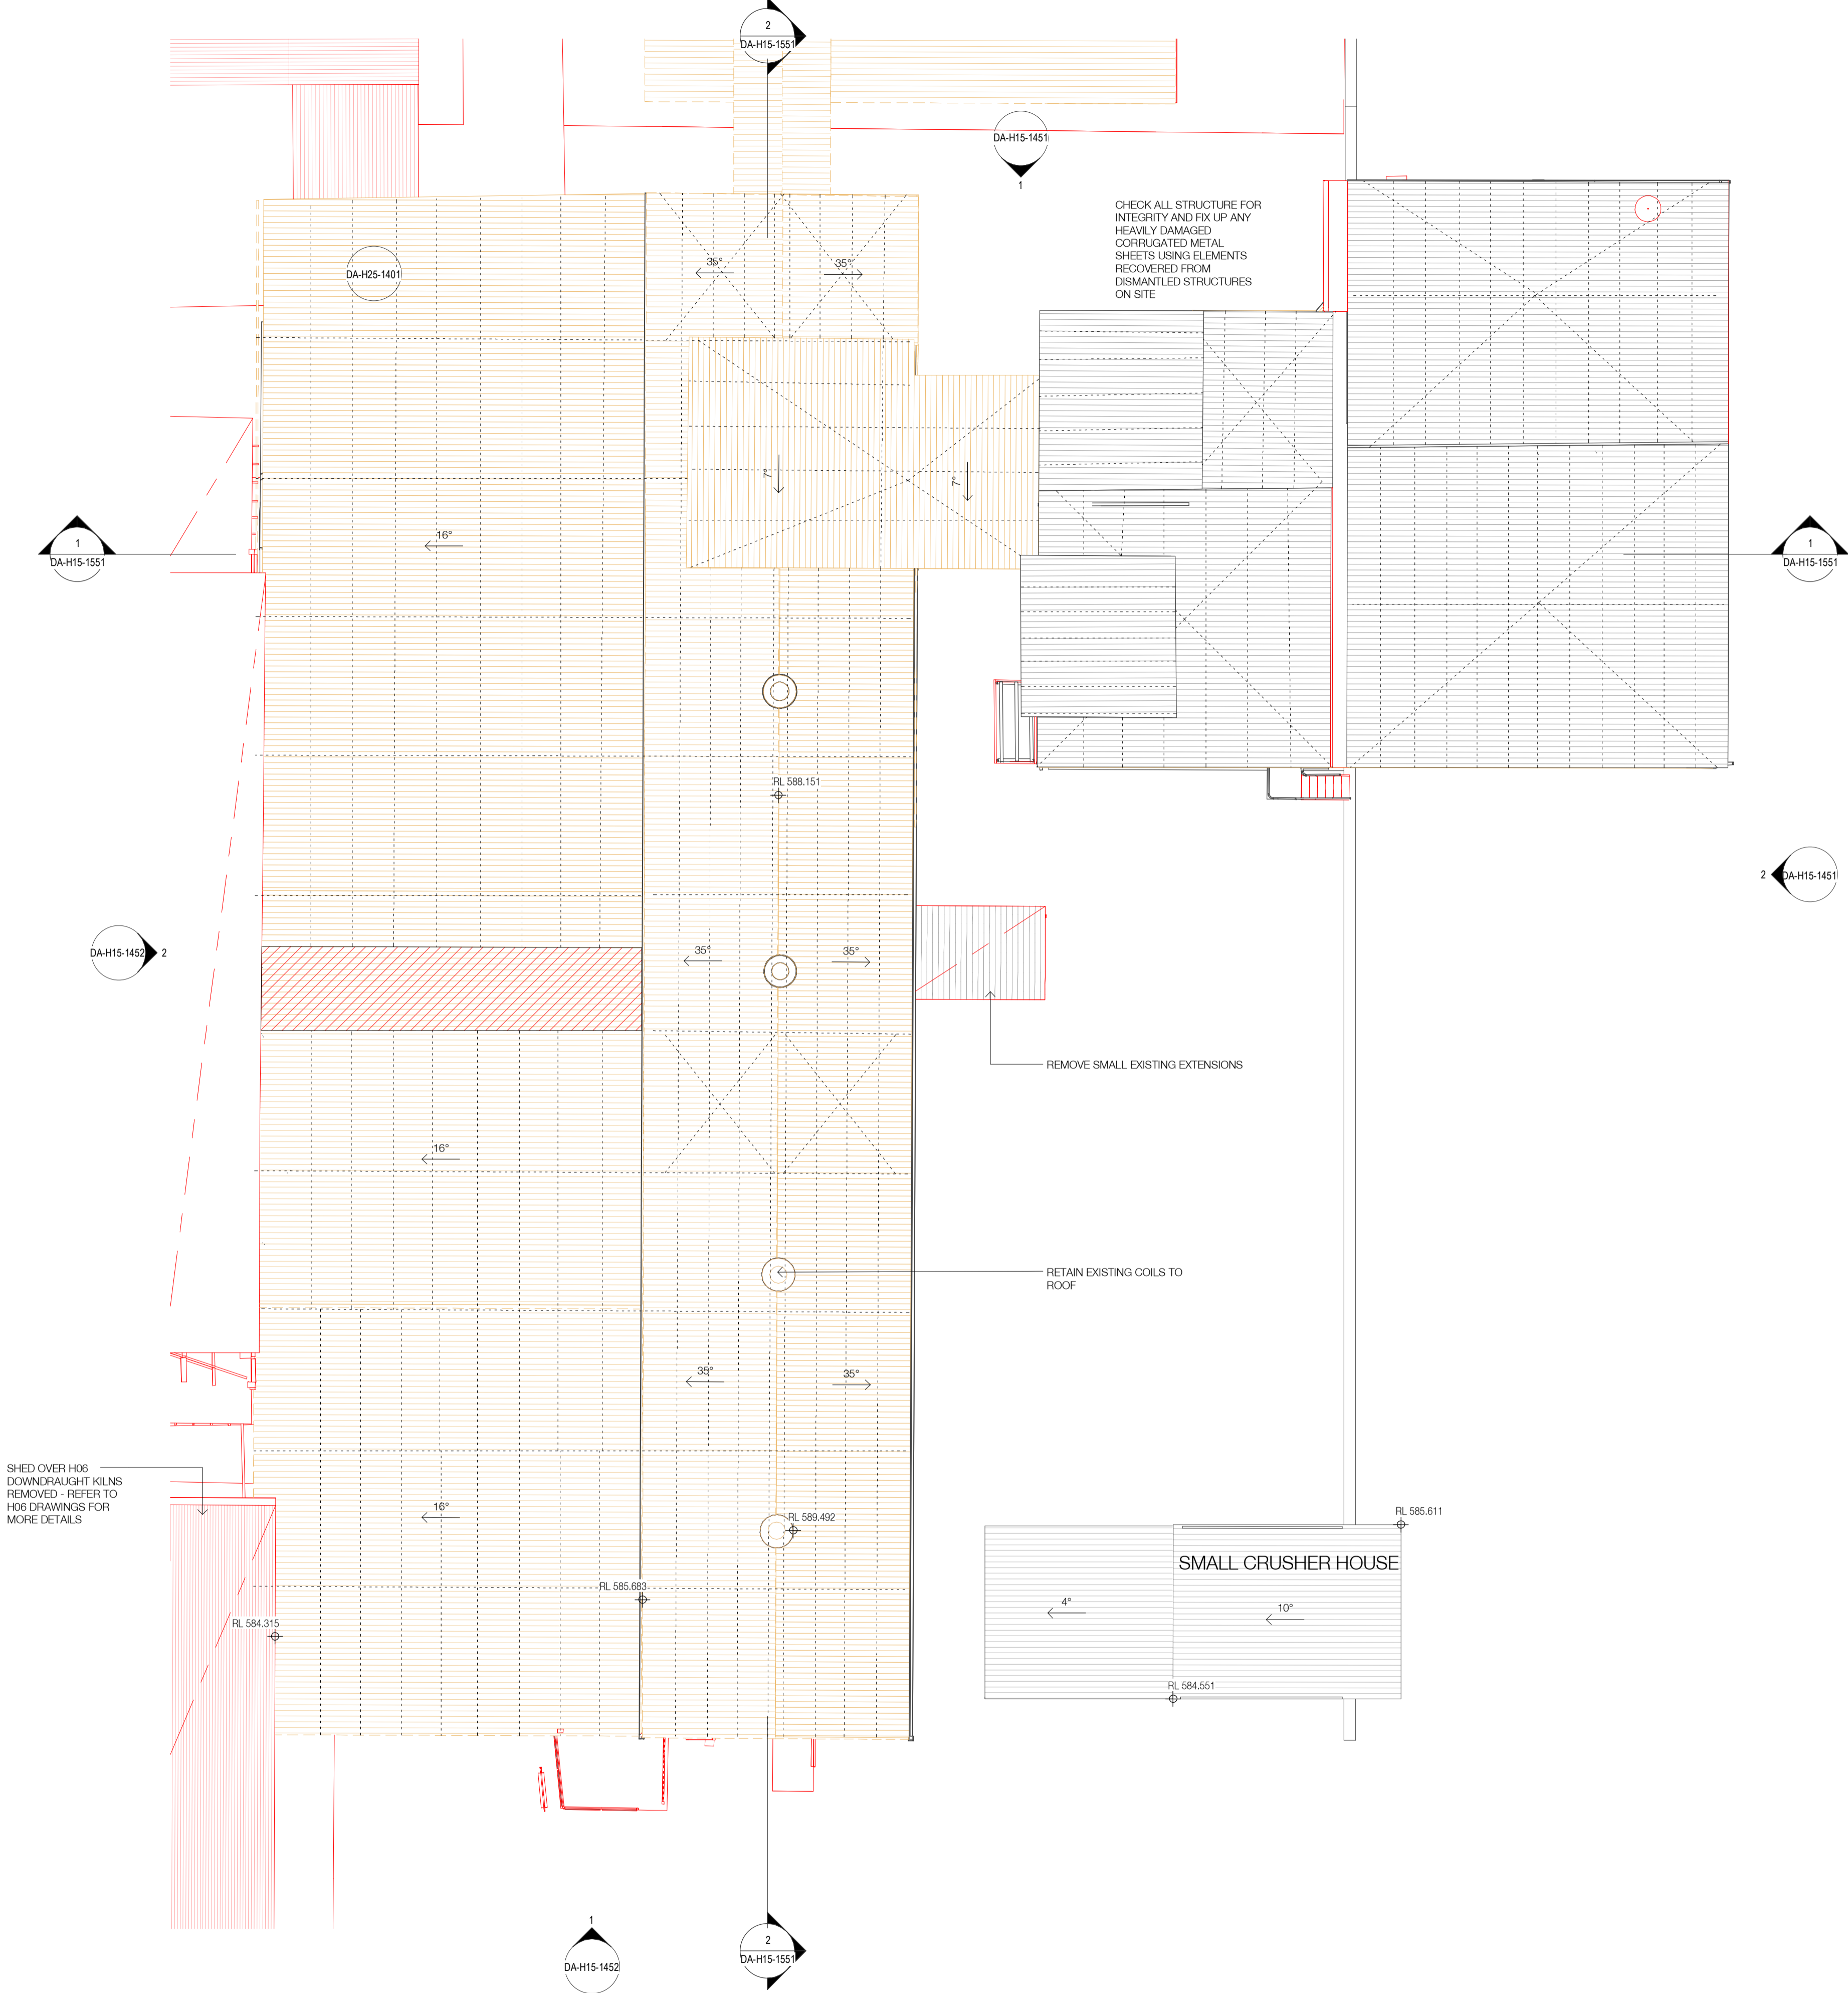 2
DA-H15-1551
DA-H15-1451
1
CHECK ALL STRUCTURE FOR
INTEGRITY AND FIX UP ANY
HEAVILY DAMAGED
CORRUGATED METAL
SHEETS USING ELEMENTS
RECOVERED FROM
DISMANTLED STRUCTURES
ON SITE
DA-H25-1401
35°
35°
7°
7°
16°
1
DA-H15-1551
1
DA-H15-1551
RL 588.151
2
DA-H15-1451
DA-H15-1452
2
35°
35°
REMOVE SMALL EXISTING EXTENSIONS
16°
RETAIN EXISTING COILS TO
ROOF
35°
35°
SHED OVER H06
DOWNDRAUGHT KILNS
REMOVED - REFER TO
H06 DRAWINGS FOR
MORE DETAILS
16°
RL 589.492
RL 585.611
SMALL CRUSHER HOUSE
RL 585.683
4°
10°
RL 584.315
RL 584.551
1
DA-H15-1452
2
DA-H15-1551